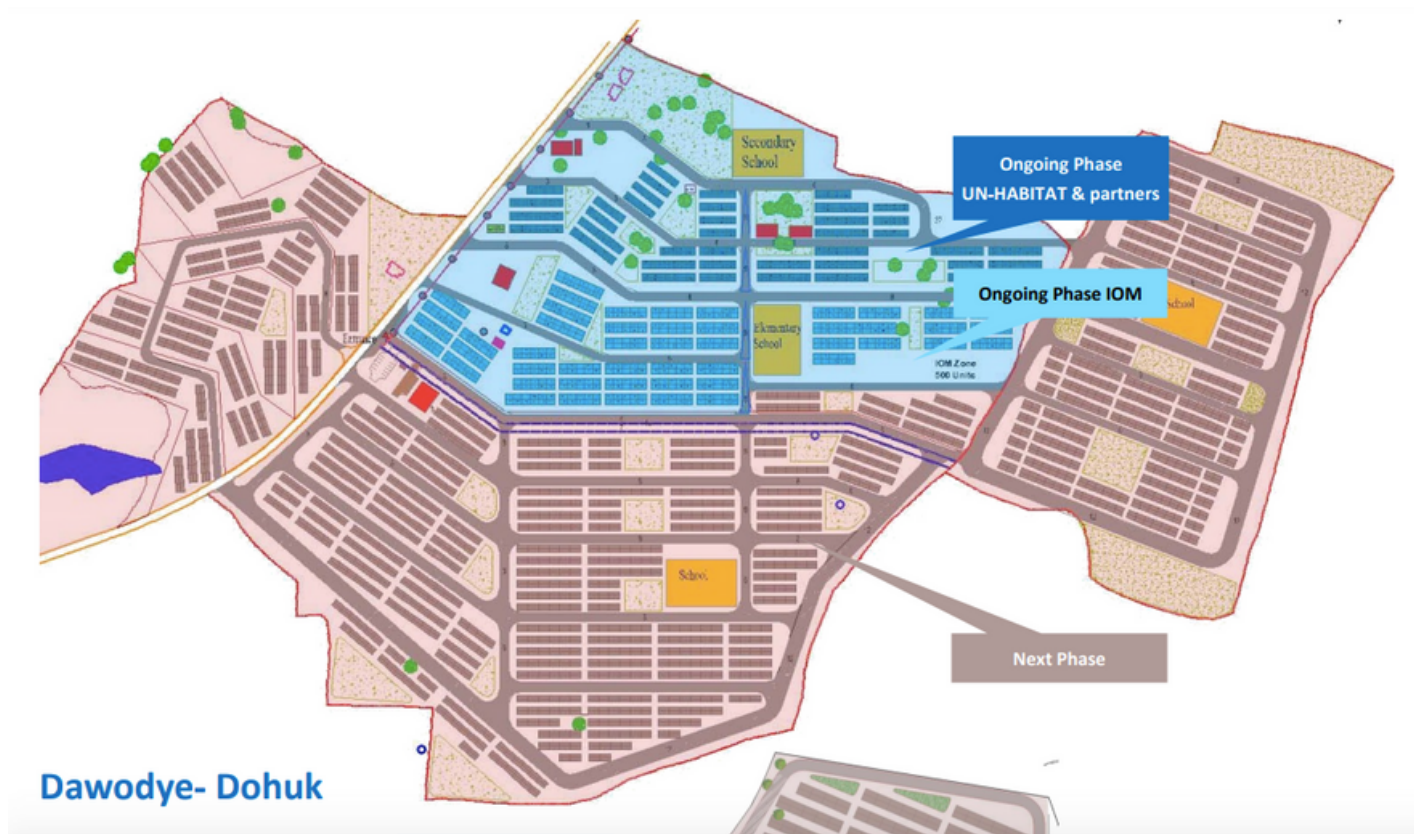 Secondary
School
Ongoing Phase
UN-HABITAT & partners
Ongoing Phase IOM
School
Elementary
School
Entrance
IOM Zone
500 Units
School
Next Phase
Dawodye- Dohuk